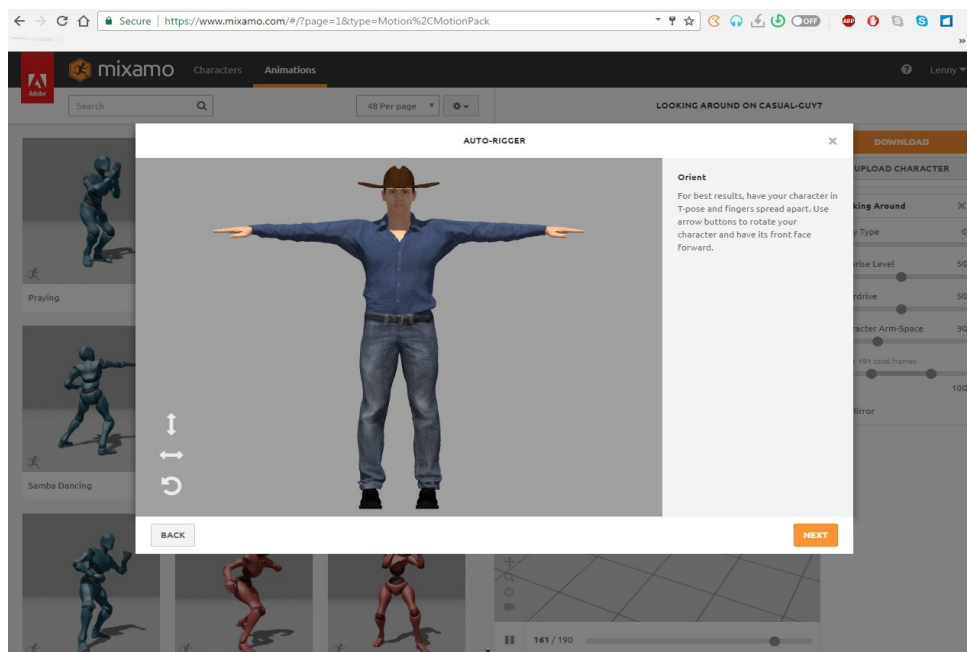 Secure | https://www.mixamo.com/#/?page=1&type=Motion%2CMotionPack
OFF
ABP
Adobe
mixamo
Characters
Animations
Lenny
Search
48 Per page
LOOKING AROUND ON CASUAL-GUY7
AUTO-RIGGER
DOWNLOAD
UPLOAD CHARACTER
Orient
For best results, have your character in
T-pose and fingers spread apart. Use
arrow buttons to rotate your
character and have its front face
forward.
king Around
y Type 0
rise Level 50
rdrive 50
racter Arm-Space 30
191 total frames
100
Mirror
Praying
Samba Dancing
BACK
NEXT
161 / 190